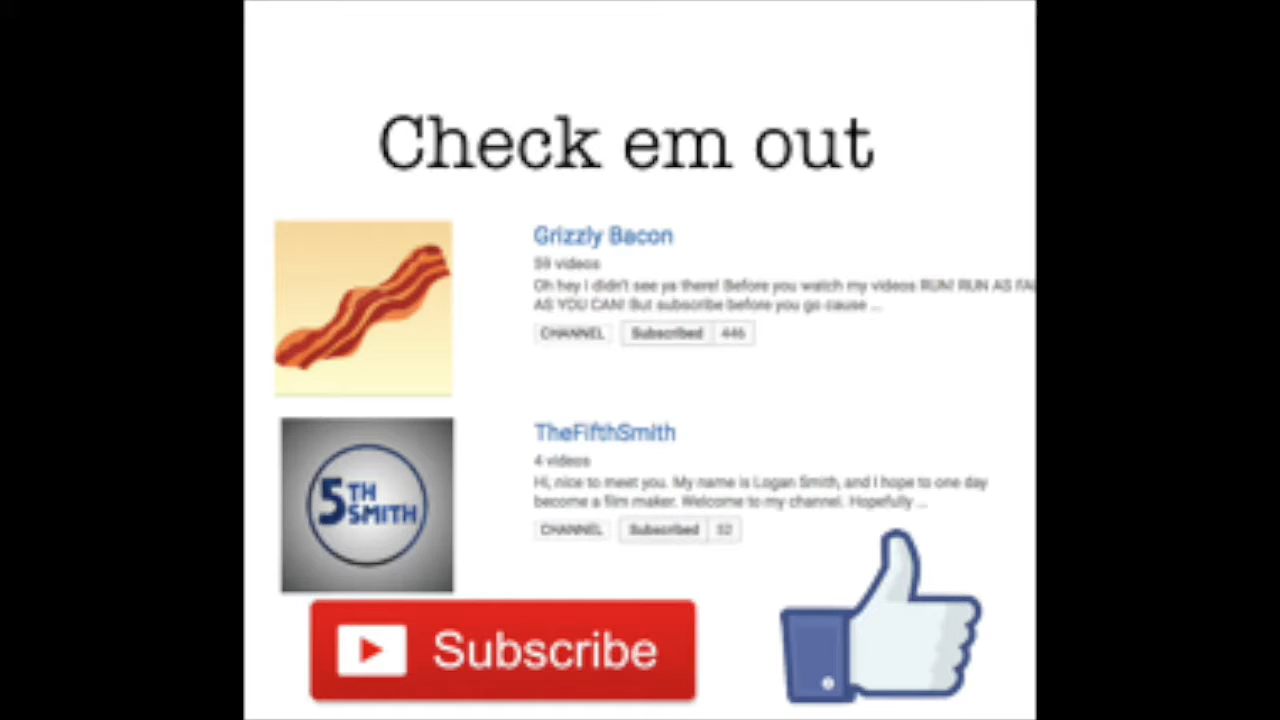 Check em out
Grizzly Bacon
59 videos
Oh hey i didn't see ya there! Before you watch my videos RUN! RUN AS FA
AS YOU CAN! But subscribe before you go cause ...
CHANNEL Subscribed 446
TheFifthSmith
4 videos
Hi, nice to meet you. My name is Logan Smith, and I hope to one day
become a film maker. Welcome to my channel. Hopefully ...
CHANNEL Subscribed 52
5TH
SMITH
Subscribe